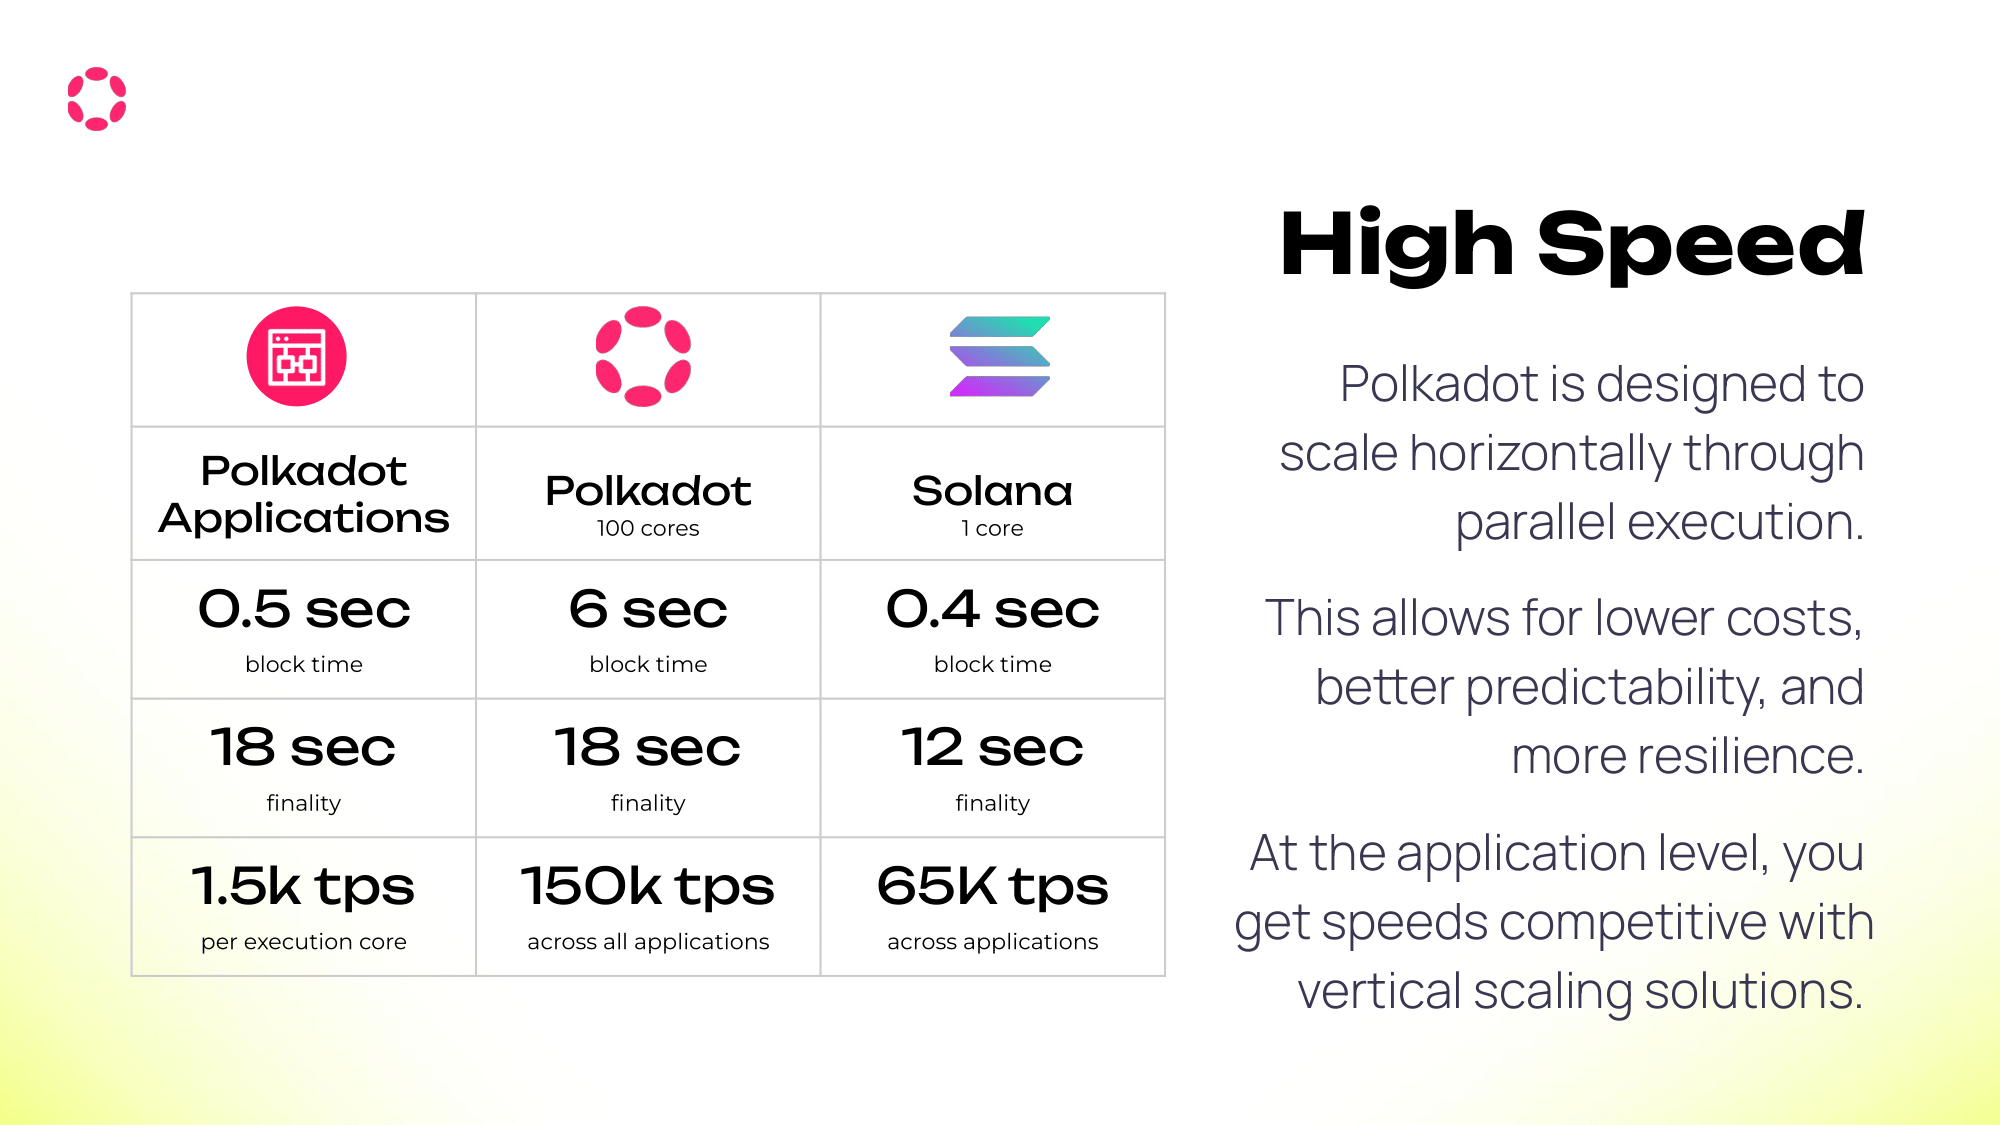 High Speed
Polkadot
Applications
Polkadot
100 cores
Solana
1 core
0.5 sec
block time
6 sec
block time
0.4 sec
block time
18 sec
finality
18 sec
finality
12 sec
finality
1.5k tps
per execution core
150k tps
across all applications
65K tps
across applications
Polkadot is designed to
scale horizontally through
parallel execution.
This allows for lower costs,
better predictability, and
more resilience.
At the application level, you
get speeds competitive with
vertical scaling solutions.